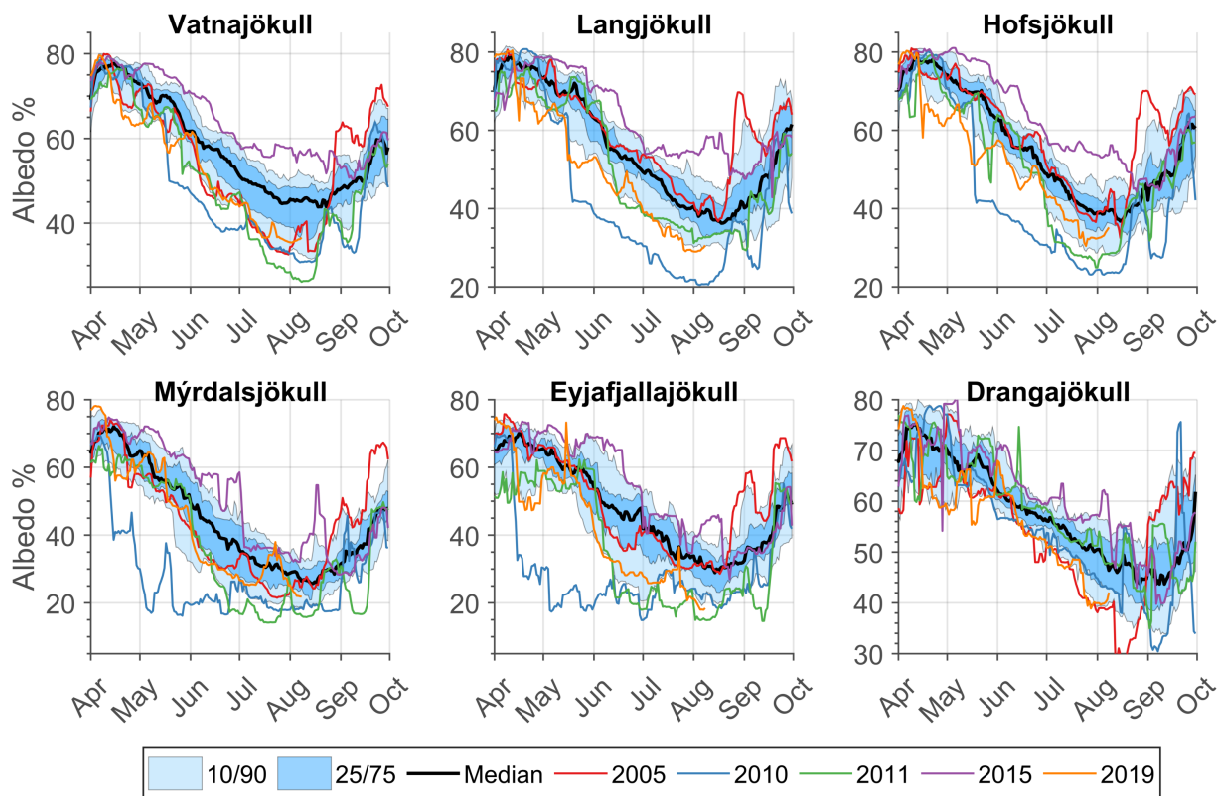 Vatnajökull Langjökull Hofsjökull
80
60
40
Albedo %
Apr May Jun Jul Aug Sep Oct
80
60
40
20
Apr May Jun Jul Aug Sep Oct
80
60
40
20
Apr May Jun Jul Aug Sep Oct
Mýrdalsjökull Eyjafjallajökull Drangajökull
80
60
40
20
Albedo %
Apr May Jun Jul Aug Sep Oct
80
60
40
20
Apr May Jun Jul Aug Sep Oct
80
70
60
50
40
30
Apr May Jun Jul Aug Sep Oct
10/90 25/75 Median 2005 2010 2011 2015 2019